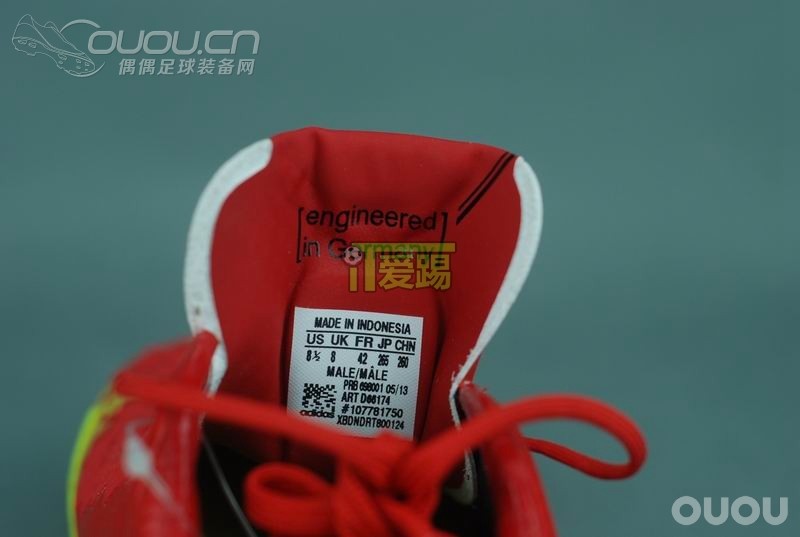 ouou.cn
偶偶足球装备网
[engineered]
[in Germany]
爱踢
MADE IN INDONESIA
US UK FR JP CHN
8½ 8 42 265 260
MALE/MÂLE
PRB 698001 05/13
ART D66174
#107781750
adidas
XBDNDRT800124
OUOU